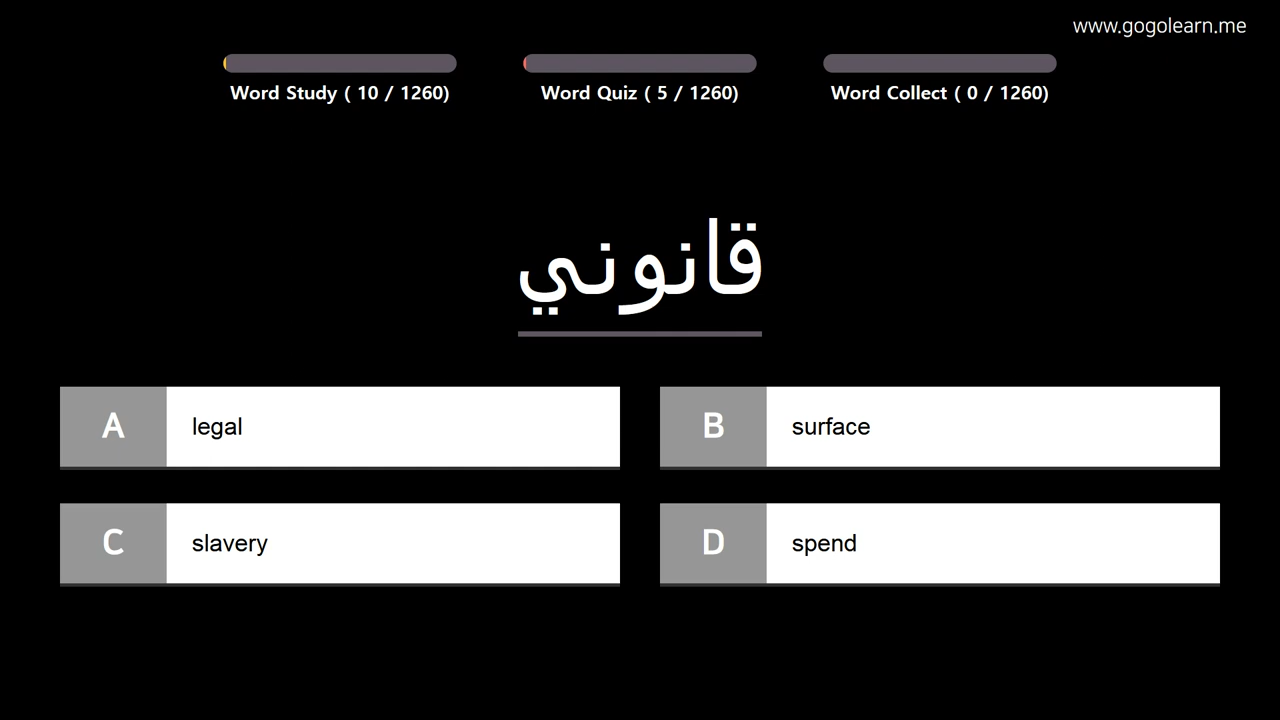 www.gogolearn.me
Word Study ( 10 / 1260)
Word Quiz ( 5 / 1260)
Word Collect ( 0 / 1260)
قانوني
A legal
B surface
C slavery
D spend